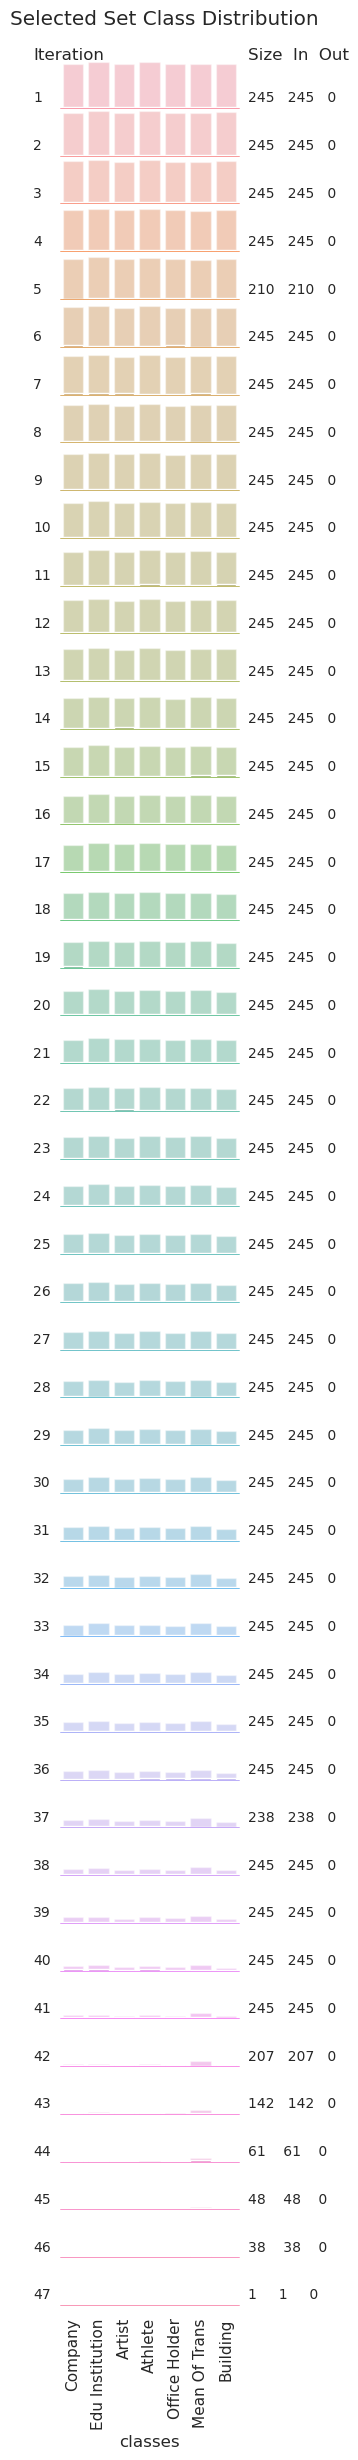 Selected Set Class Distribution
Iteration Size In Out
1 245 245 0
2 245 245 0
3 245 245 0
4 245 245 0
5 210 210 0
6 245 245 0
7 245 245 0
8 245 245 0
9 245 245 0
10 245 245 0
11 245 245 0
12 245 245 0
13 245 245 0
14 245 245 0
15 245 245 0
16 245 245 0
17 245 245 0
18 245 245 0
19 245 245 0
20 245 245 0
21 245 245 0
22 245 245 0
23 245 245 0
24 245 245 0
25 245 245 0
26 245 245 0
27 245 245 0
28 245 245 0
29 245 245 0
30 245 245 0
31 245 245 0
32 245 245 0
33 245 245 0
34 245 245 0
35 245 245 0
36 245 245 0
37 238 238 0
38 245 245 0
39 245 245 0
40 245 245 0
41 245 245 0
42 207 207 0
43 142 142 0
44 61 61 0
45 48 48 0
46 38 38 0
47 1 1 0
Company
Edu Institution
Artist
Athlete
Office Holder
Mean Of Trans
Building
classes